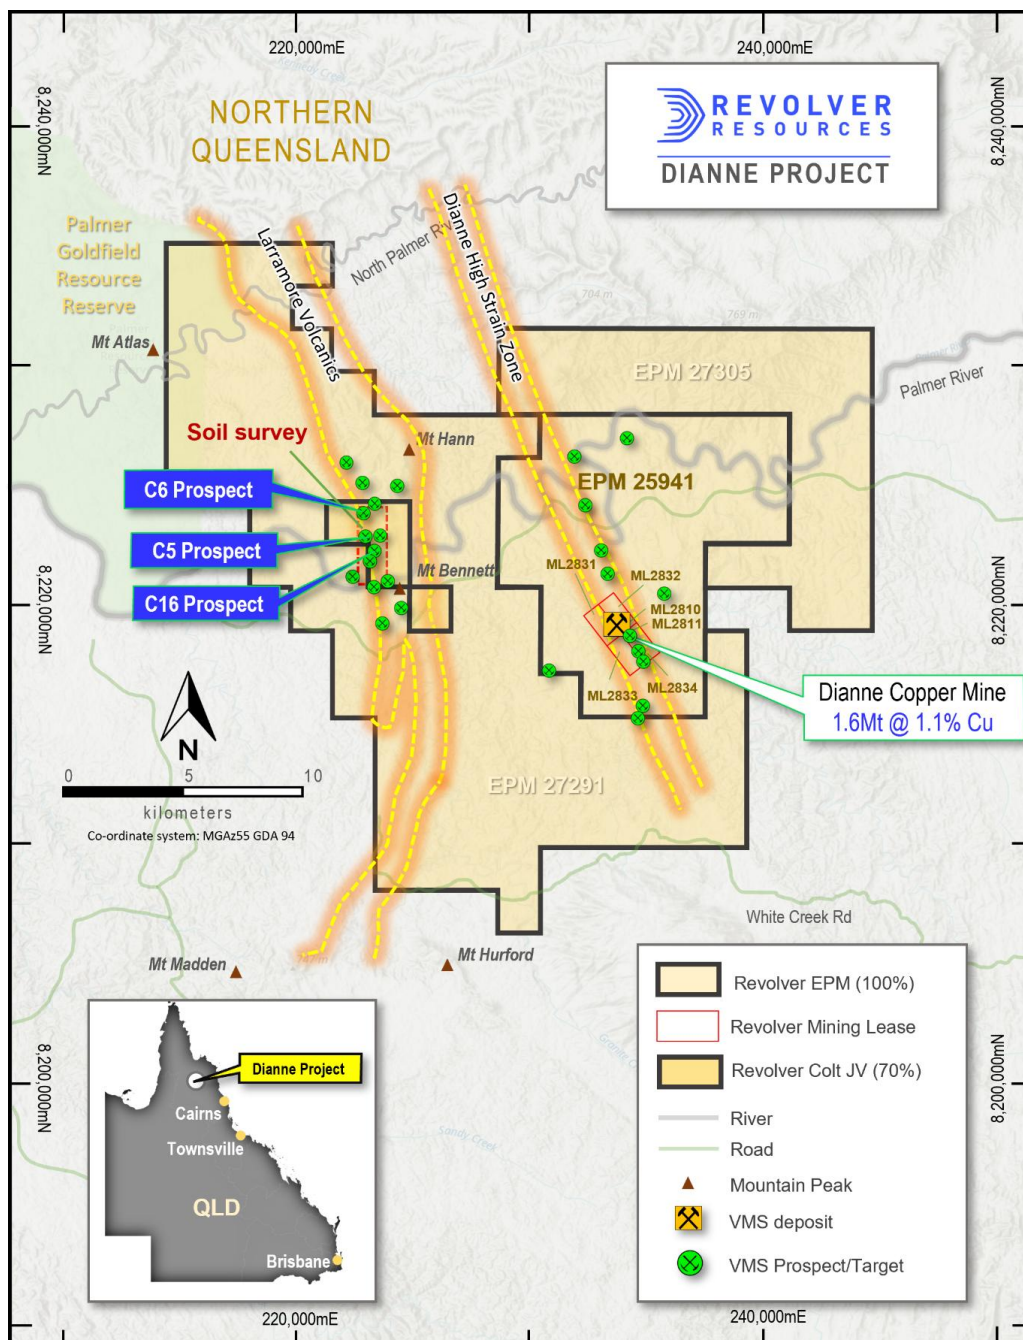 220,000mE
240,000mE
8,240,000mN
8,240,000mN
NORTHERN
QUEENSLAND
REVOLVER
RESOURCES
DIANNE PROJECT
Palmer
Goldfield
Resource
Reserve
Larramore Volcanics
North Palmer Riv
Dianne High Strain Zone
704 m
769 m
Mt Atlas
EPM 27305
Palmer River
Soil survey
Mt Hann
C6 Prospect
EPM 25941
C5 Prospect
C16 Prospect
Mt Bennett
ML2831
ML2832
ML2810
ML2811
ML2833
ML2834
8,220,000mN
8,220,000mN
Dianne Copper Mine
1.6Mt @ 1.1% Cu
N
0 5 10
kilometers
Co-ordinate system: MGAz55 GDA 94
EPM 27291
White Creek Rd
Mt Madden
Mt Hurford
Sandy Creek
8,200,000mN
8,200,000mN
Dianne Project
Cairns
Townsville
QLD
Brisbane
Revolver EPM (100%)
Revolver Mining Lease
Revolver Colt JV (70%)
River
Road
Mountain Peak
VMS deposit
VMS Prospect/Target
220,000mE
240,000mE